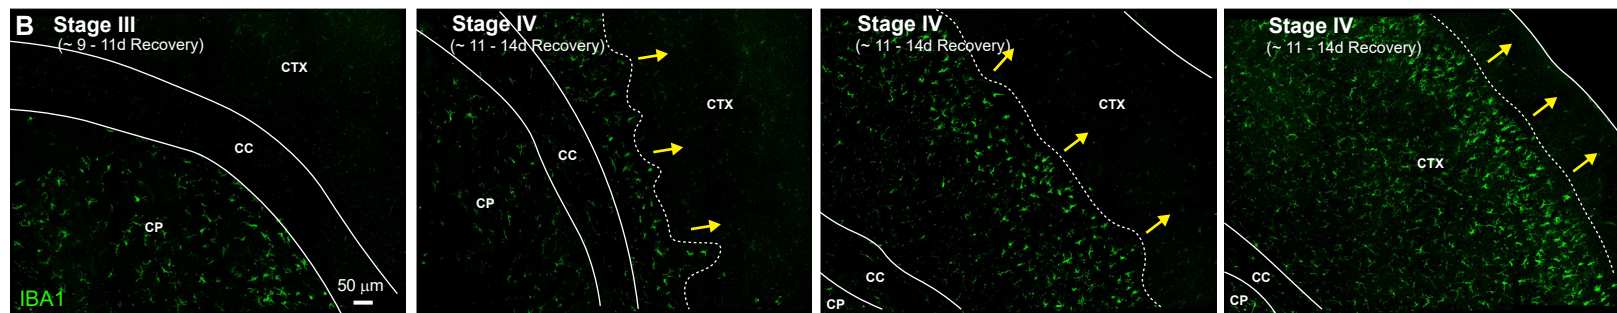 B Stage III
(~ 9 - 11d Recovery)
CTX
CC
CP
IBA1
50 μm
Stage IV
(~ 11 - 14d Recovery)
CTX
CC
CP
Stage IV
(~ 11 - 14d Recovery)
CTX
CC
CP
Stage IV
(~ 11 - 14d Recovery)
CTX
CC
CP